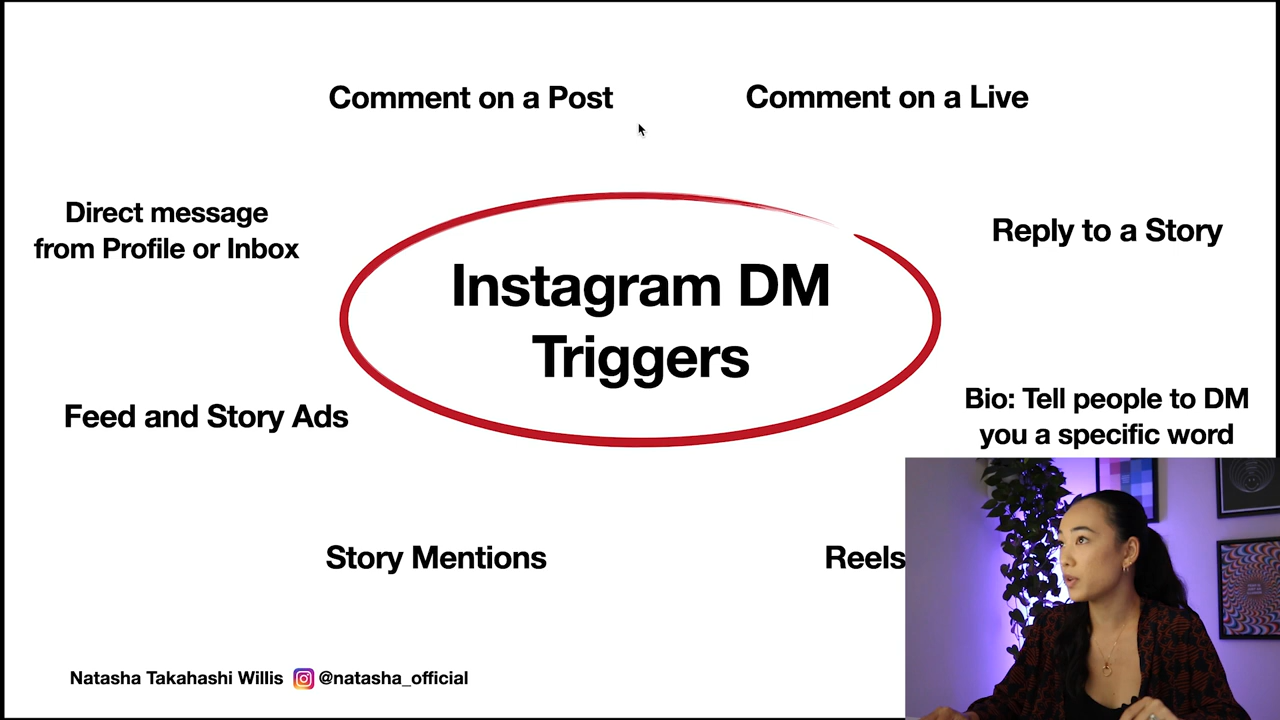 Comment on a Post
Comment on a Live
Direct message
from Profile or Inbox
Reply to a Story
Instagram DM
Triggers
Feed and Story Ads
Bio: Tell people to DM
you a specific word
Story Mentions
Reels
Natasha Takahashi Willis @natasha_official